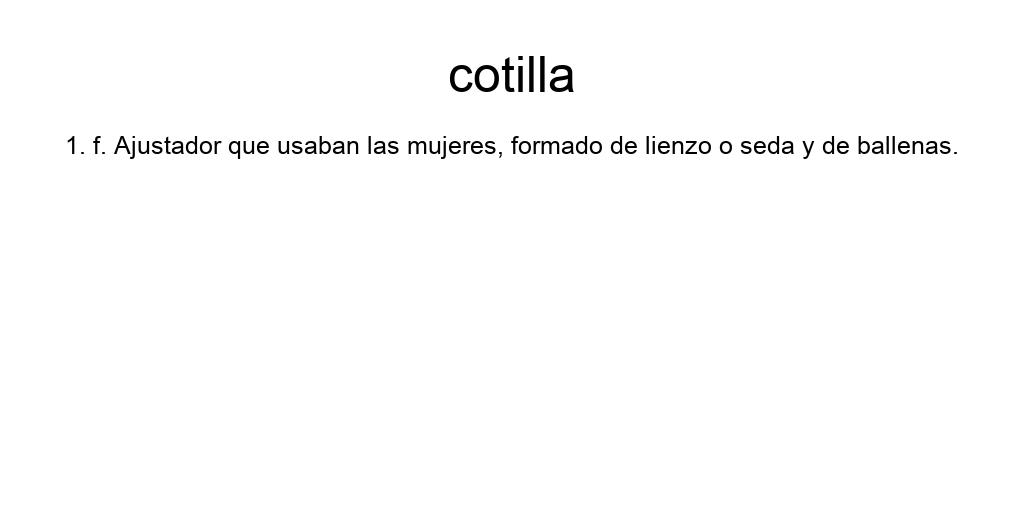 cotilla
1. f. Ajustador que usaban las mujeres, formado de lienzo o seda y de ballenas.